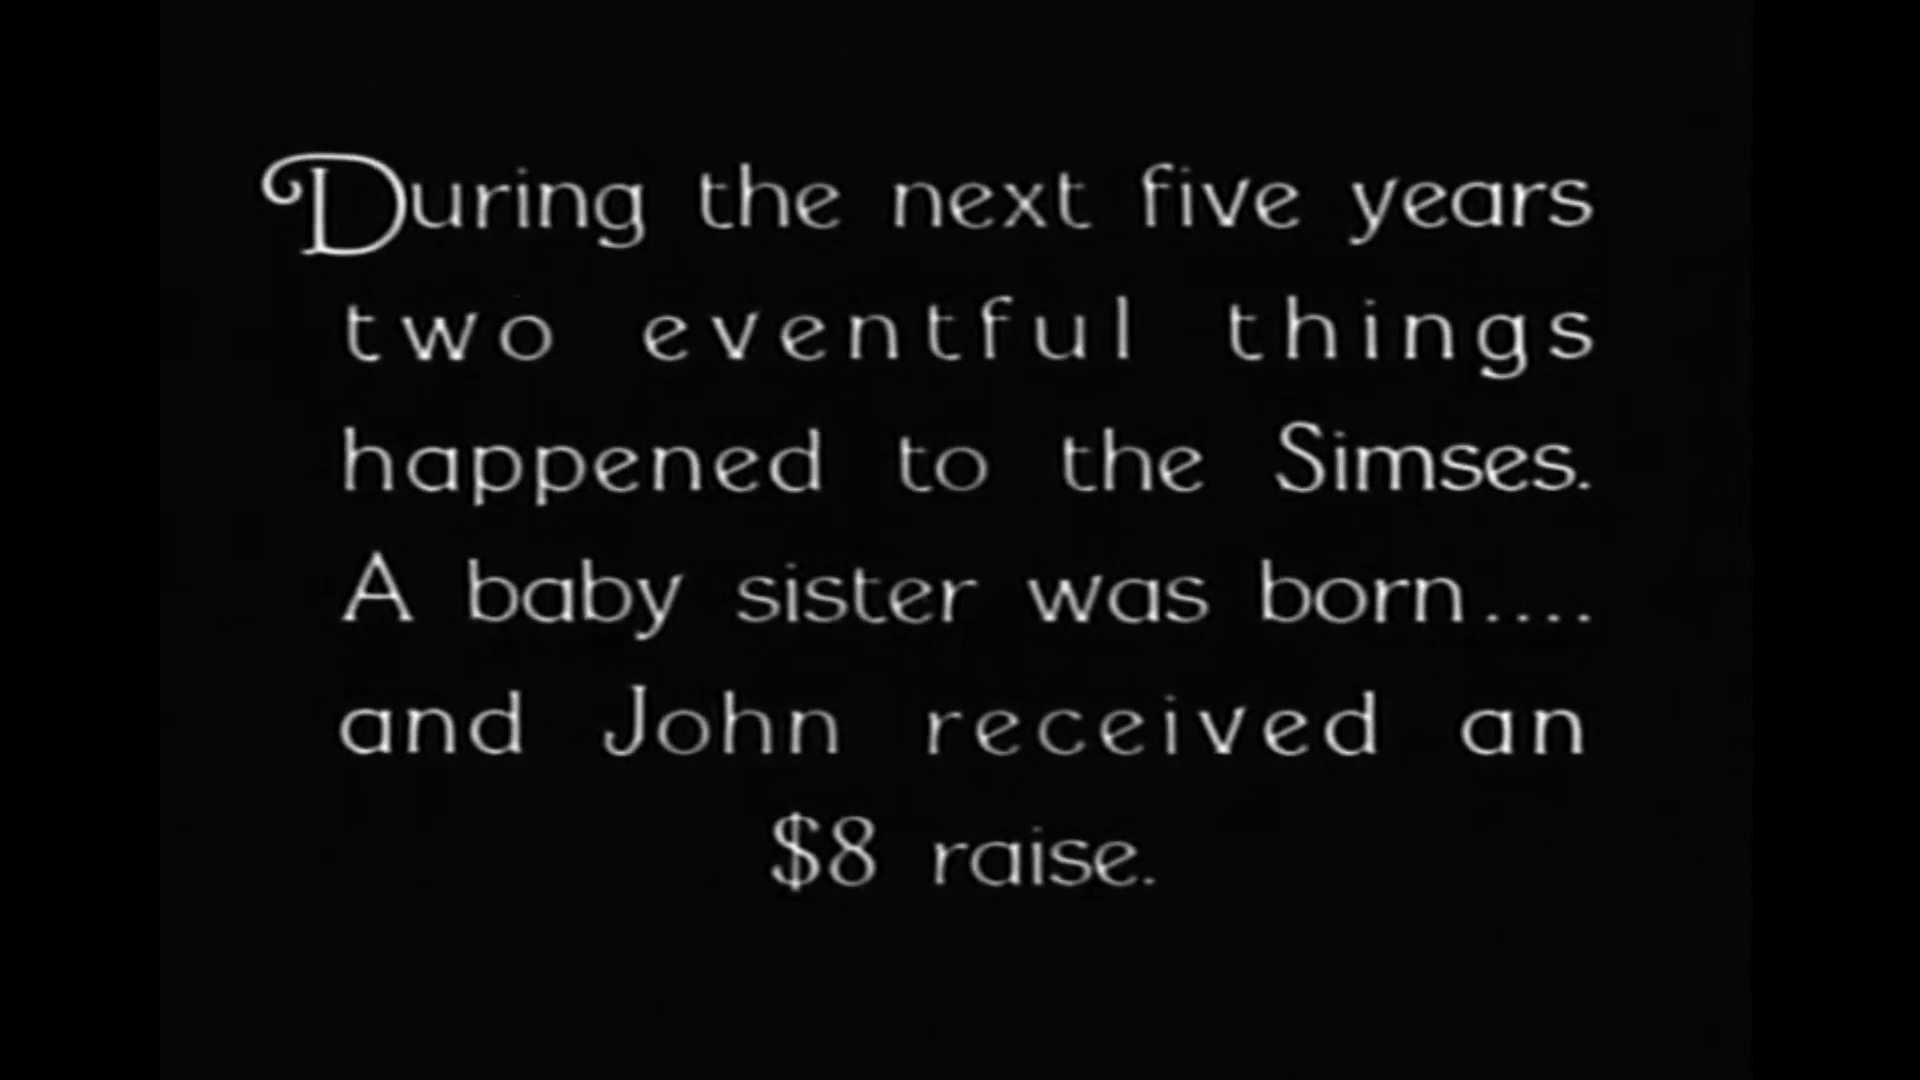 During the next five years
two eventful things
happened to the Simses.
A baby sister was born....
and John received an
$8 raise.